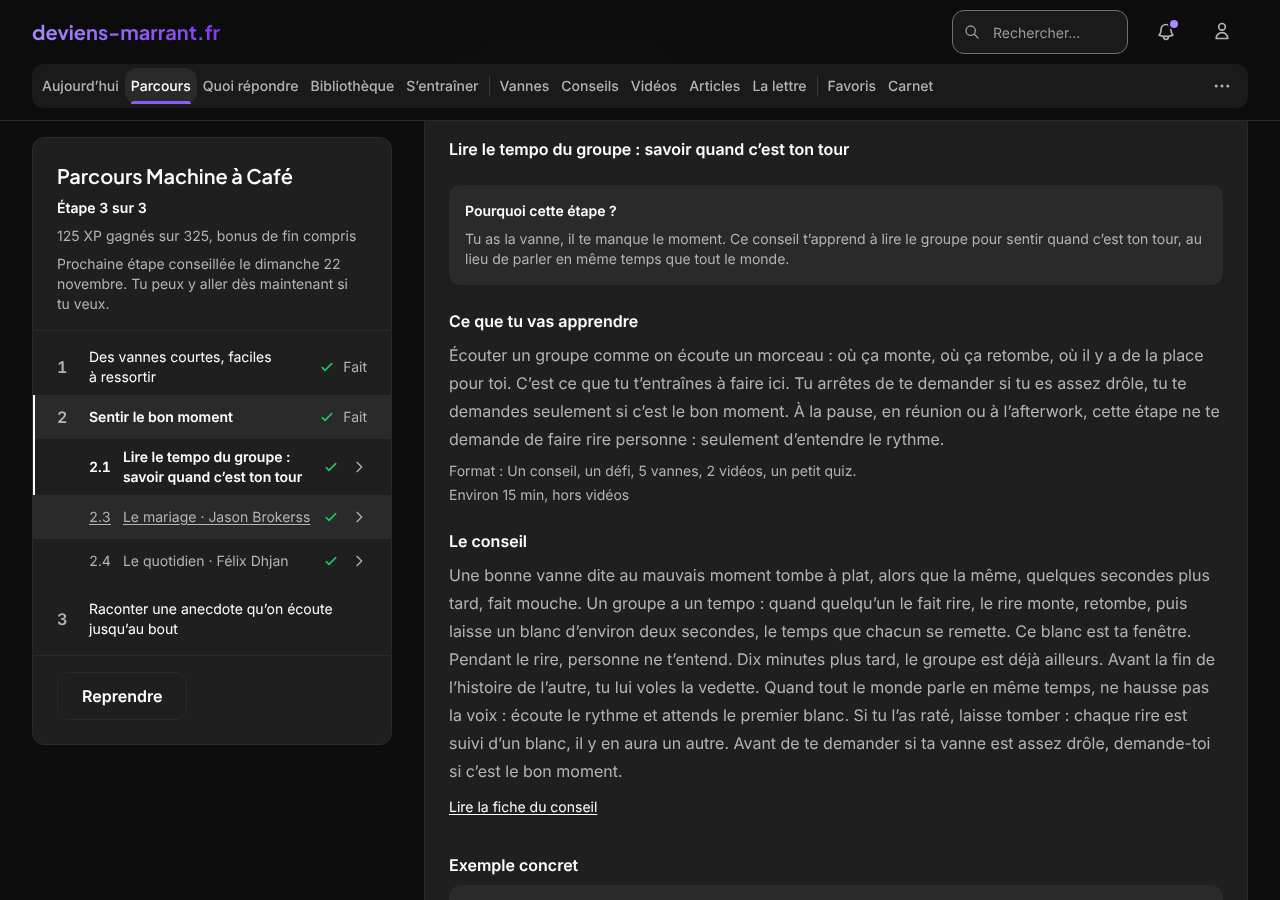 deviens-marrant.fr
Rechercher...
Aujourd’hui Parcours Quoi répondre Bibliothèque S’entraîner Vannes Conseils Vidéos Articles La lettre Favoris Carnet
Parcours Machine à Café
Étape 3 sur 3
125 XP gagnés sur 325, bonus de fin compris
Prochaine étape conseillée le dimanche 22
novembre. Tu peux y aller dès maintenant si
tu veux.
1 Des vannes courtes, faciles
à ressortir
Fait
2 Sentir le bon moment Fait
2.1 Lire le tempo du groupe :
savoir quand c’est ton tour
2.3 Le mariage · Jason Brokerss
2.4 Le quotidien · Félix Dhjan
3 Raconter une anecdote qu’on écoute
jusqu’au bout
Reprendre
Lire le tempo du groupe : savoir quand c’est ton tour
Pourquoi cette étape ?
Tu as la vanne, il te manque le moment. Ce conseil t’apprend à lire le groupe pour sentir quand c’est ton tour, au
lieu de parler en même temps que tout le monde.
Ce que tu vas apprendre
Écouter un groupe comme on écoute un morceau : où ça monte, où ça retombe, où il y a de la place
pour toi. C’est ce que tu t’entraînes à faire ici. Tu arrêtes de te demander si tu es assez drôle, tu te
demandes seulement si c’est le bon moment. À la pause, en réunion ou à l’afterwork, cette étape ne te
demande de faire rire personne : seulement d’entendre le rythme.
Format : Un conseil, un défi, 5 vannes, 2 vidéos, un petit quiz.
Environ 15 min, hors vidéos
Le conseil
Une bonne vanne dite au mauvais moment tombe à plat, alors que la même, quelques secondes plus
tard, fait mouche. Un groupe a un tempo : quand quelqu’un le fait rire, le rire monte, retombe, puis
laisse un blanc d’environ deux secondes, le temps que chacun se remette. Ce blanc est ta fenêtre.
Pendant le rire, personne ne t’entend. Dix minutes plus tard, le groupe est déjà ailleurs. Avant la fin de
l’histoire de l’autre, tu lui voles la vedette. Quand tout le monde parle en même temps, ne hausse pas
la voix : écoute le rythme et attends le premier blanc. Si tu l’as raté, laisse tomber : chaque rire est
suivi d’un blanc, il y en aura un autre. Avant de te demander si ta vanne est assez drôle, demande-toi
si c’est le bon moment.
Lire la fiche du conseil
Exemple concret